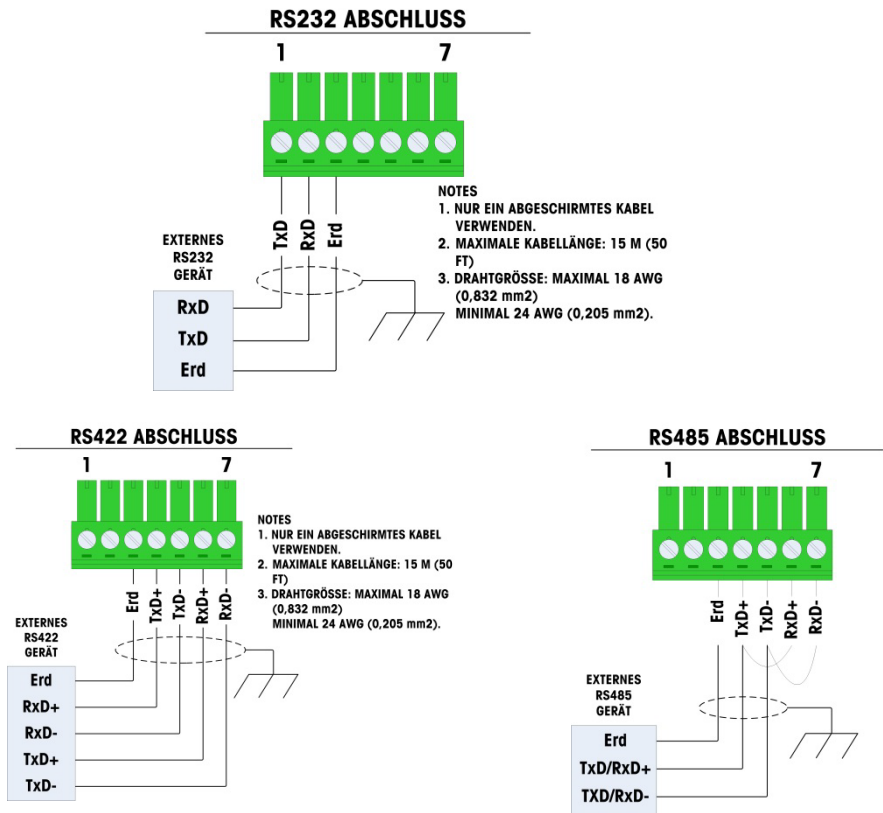 RS232 ABSCHLUSS
1 7
TxD
RxD
Erd
NOTES
1. NUR EIN ABGESCHIRMTES KABEL
VERWENDEN.
2. MAXIMALE KABELLÄNGE: 15 M (50
FT)
3. DRAHTGRÖSSE: MAXIMAL 18 AWG
(0,832 mm2)
MINIMAL 24 AWG (0,205 mm2).
EXTERNES
RS232
GERÄT
RxD
TxD
Erd
RS422 ABSCHLUSS
1 7
Erd
TxD+
TxD-
RxD+
RxD-
NOTES
1. NUR EIN ABGESCHIRMTES KABEL
VERWENDEN.
2. MAXIMALE KABELLÄNGE: 15 M (50
FT)
3. DRAHTGRÖSSE: MAXIMAL 18 AWG
(0,832 mm2)
MINIMAL 24 AWG (0,205 mm2).
EXTERNES
RS422
GERÄT
Erd
RxD+
RxD-
TxD+
TxD-
RS485 ABSCHLUSS
1 7
Erd
TxD+
TxD-
RxD+
RxD-
EXTERNES
RS485
GERÄT
Erd
TxD/RxD+
TXD/RxD-